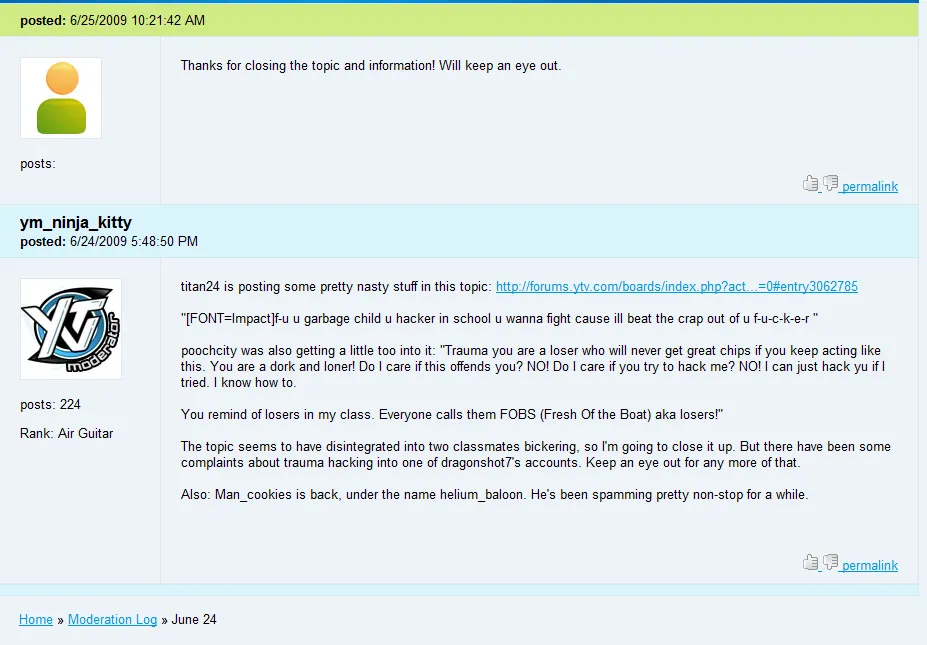 posted: 6/25/2009 10:21:42 AM
Thanks for closing the topic and information! Will keep an eye out.
posts:
permalink
ym_ninja_kitty
posted: 6/24/2009 5:48:50 PM
YTV
moderator
titan24 is posting some pretty nasty stuff in this topic: http://forums.ytv.com/boards/index.php?act...=0#entry3062785
"[FONT=Impact]f-u u garbage child u hacker in school u wanna fight cause ill beat the crap out of u f-u-c-k-e-r "
poochcity was also getting a little too into it: "Trauma you are a loser who will never get great chips if you keep acting like
this. You are a dork and loner! Do I care if this offends you? NO! Do I care if you try to hack me? NO! I can just hack yu if I
tried. I know how to.
You remind of losers in my class. Everyone calls them FOBS (Fresh Of the Boat) aka losers!"
The topic seems to have disintegrated into two classmates bickering, so I'm going to close it up. But there have been some
complaints about trauma hacking into one of dragonshot7's accounts. Keep an eye out for any more of that.
Also: Man_cookies is back, under the name helium_baloon. He's been spamming pretty non-stop for a while.
posts: 224
Rank: Air Guitar
permalink
Home » Moderation Log » June 24